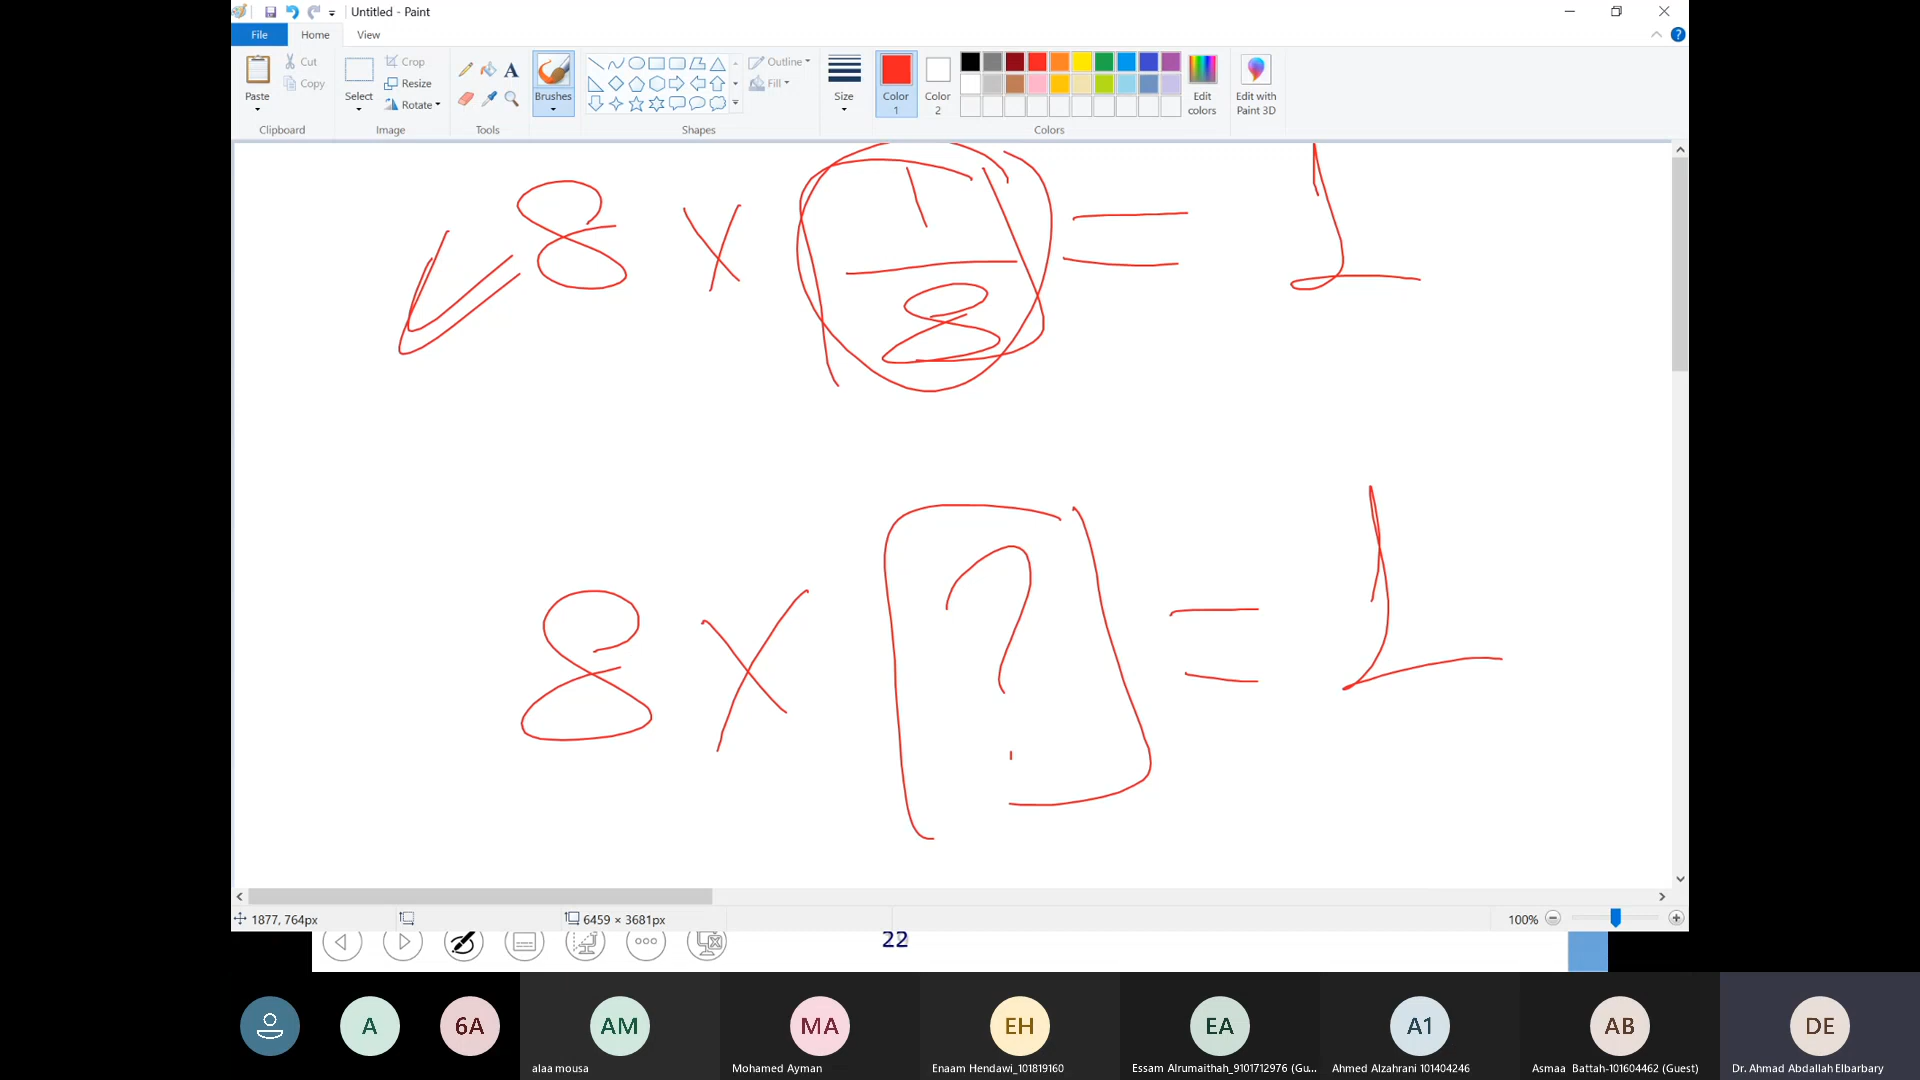 Untitled - Paint
File Home View
Paste
Cut
Copy
Clipboard
Select
Crop
Resize
Rotate
Image
A
Tools
Brushes
Shapes
Outline
Fill
Size
Color 1
Color 2
Colors
Edit colors
Edit with Paint 3D
8 x 1/8 = 1
8 x ? = 1
1877, 764px
6459 × 3681px
100%
22
A
6A
AM
MA
EH
EA
A1
AB
DE
alaa mousa
Mohamed Ayman
Enaam Hendawi_101819160
Essam Alrumaithah_9101712976 (Gu...
Ahmed Alzahrani 101404246
Asmaa Battah-101604462 (Guest)
Dr. Ahmad Abdallah Elbarbary